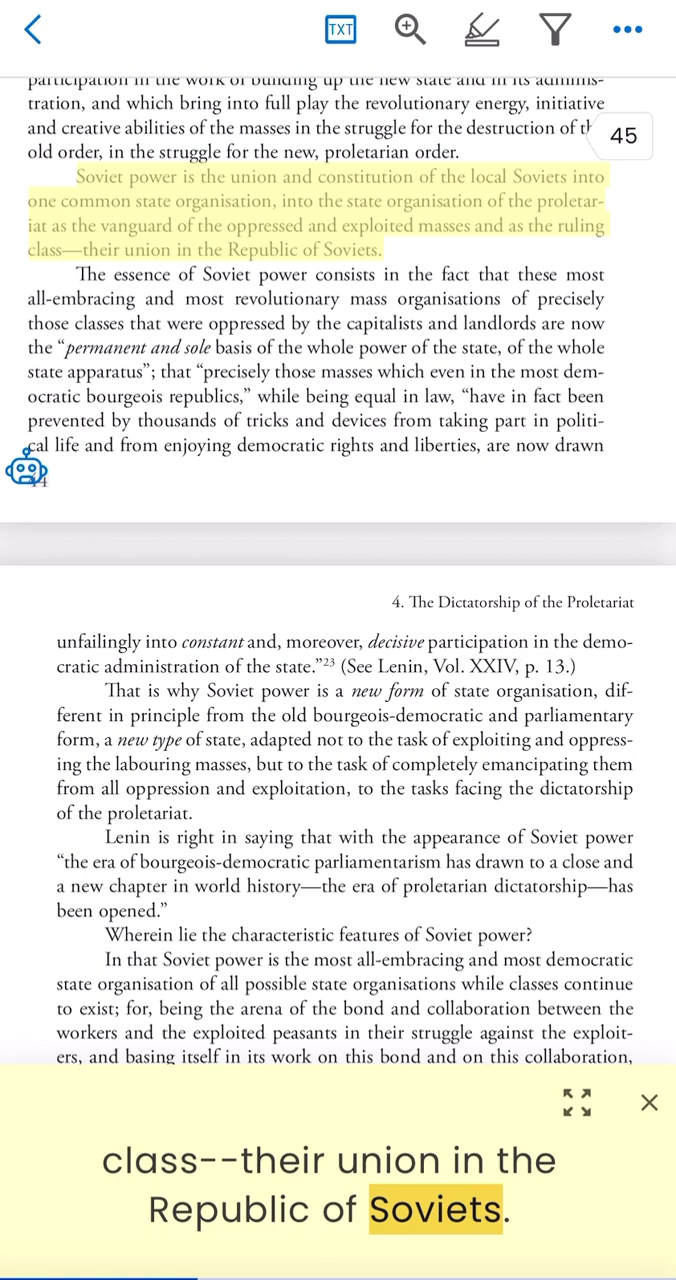 TXT
participation in the work of building up the new state and in its adminis-
tration, and which bring into full play the revolutionary energy, initiative
and creative abilities of the masses in the struggle for the destruction of th
45
old order, in the struggle for the new, proletarian order.
Soviet power is the union and constitution of the local Soviets into
one common state organisation, into the state organisation of the proletar-
iat as the vanguard of the oppressed and exploited masses and as the ruling
class—their union in the Republic of Soviets.
The essence of Soviet power consists in the fact that these most
all-embracing and most revolutionary mass organisations of precisely
those classes that were oppressed by the capitalists and landlords are now
the “permanent and sole basis of the whole power of the state, of the whole
state apparatus”; that “precisely those masses which even in the most dem-
ocratic bourgeois republics,” while being equal in law, “have in fact been
prevented by thousands of tricks and devices from taking part in politi-
cal life and from enjoying democratic rights and liberties, are now drawn
4. The Dictatorship of the Proletariat
unfailingly into constant and, moreover, decisive participation in the demo-
cratic administration of the state.”23 (See Lenin, Vol. XXIV, p. 13.)
That is why Soviet power is a new form of state organisation, dif-
ferent in principle from the old bourgeois-democratic and parliamentary
form, a new type of state, adapted not to the task of exploiting and oppress-
ing the labouring masses, but to the task of completely emancipating them
from all oppression and exploitation, to the tasks facing the dictatorship
of the proletariat.
Lenin is right in saying that with the appearance of Soviet power
“the era of bourgeois-democratic parliamentarism has drawn to a close and
a new chapter in world history—the era of proletarian dictatorship—has
been opened.”
Wherein lie the characteristic features of Soviet power?
In that Soviet power is the most all-embracing and most democratic
state organisation of all possible state organisations while classes continue
to exist; for, being the arena of the bond and collaboration between the
workers and the exploited peasants in their struggle against the exploit-
ers, and basing itself in its work on this bond and on this collaboration,
class--their union in the
Republic of Soviets.